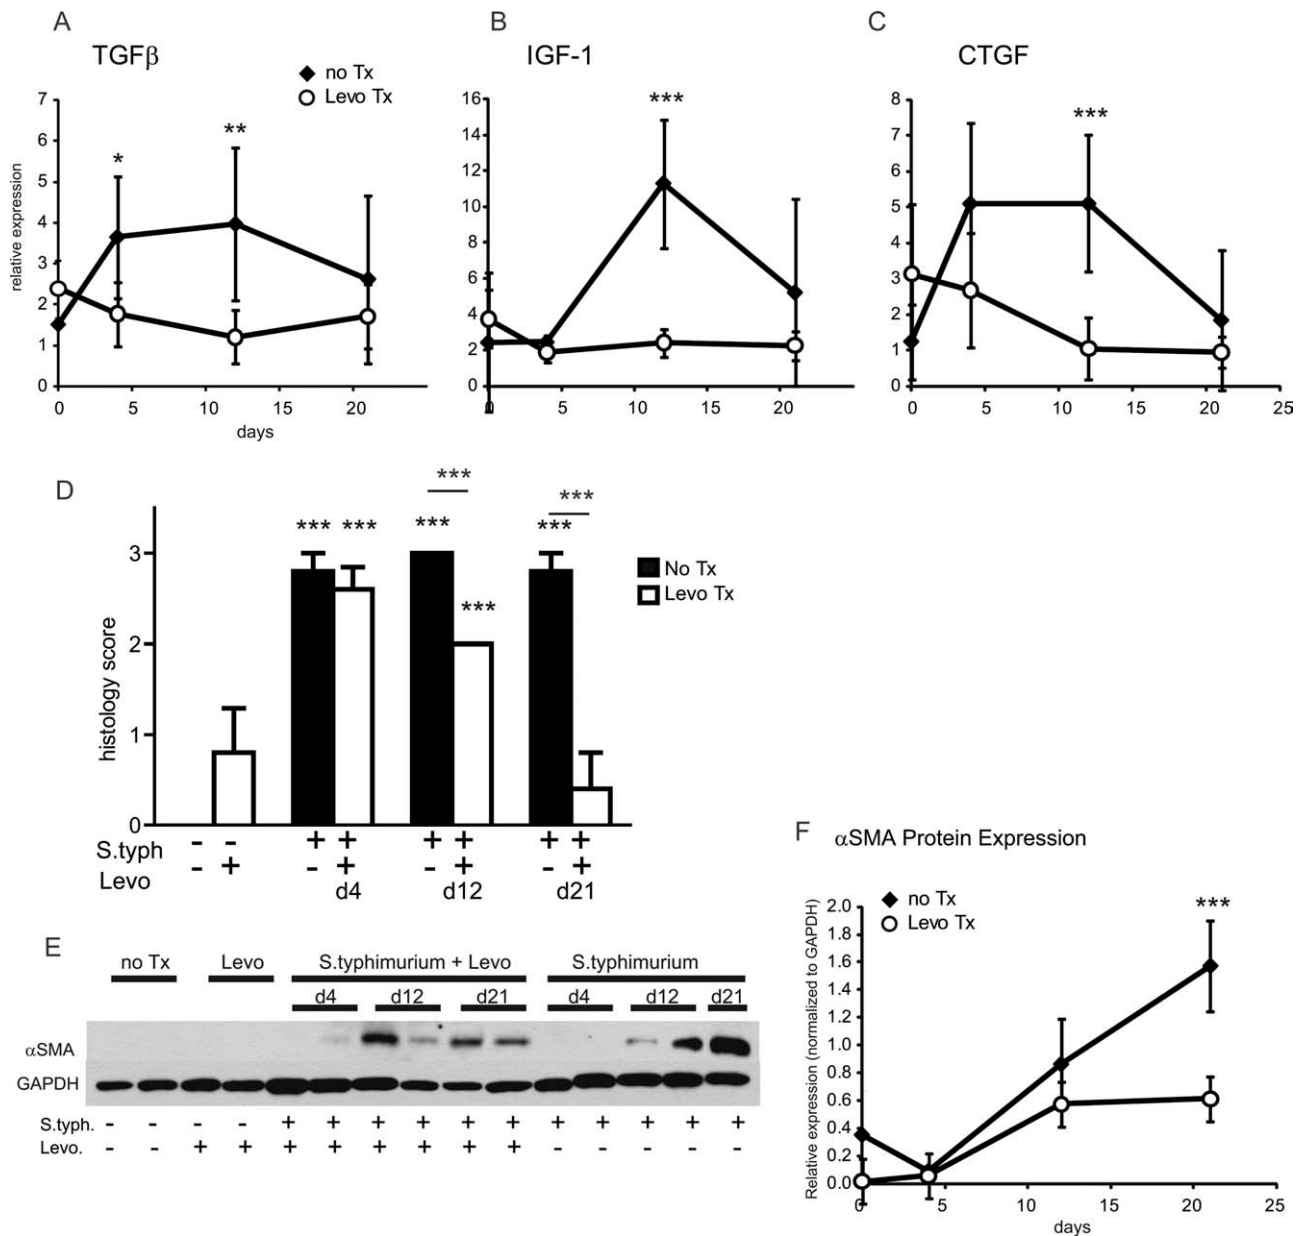 A
B
C
TGFβ
IGF-1
CTGF
no Tx
Levo Tx
***
***
**
*
relative expression
7
6
5
4
3
2
1
0
0 5 10 15 20
days
16
14
12
10
8
6
4
2
0
0 5 10 15 20
8
7
6
5
4
3
2
1
0
0 5 10 15 20 25
D
*** ***
*** *** *** ***
***
No Tx
Levo Tx
histology score
3
2
1
0
S.typh - - + + + + + +
Levo - + - + - + - +
d4 d12 d21
E
no Tx Levo S.typhimurium + Levo S.typhimurium
d4 d12 d21 d4 d12 d21
αSMA
GAPDH
S.typh. - - - - + + + + + + + + + + +
Levo. - - + + + + + + + + - - - - -
F
αSMA Protein Expression
no Tx
Levo Tx
***
Relative expression (normalized to GAPDH)
2.0
1.8
1.6
1.4
1.2
1.0
0.8
0.6
0.4
0.2
0.0
0 5 10 15 20 25
days